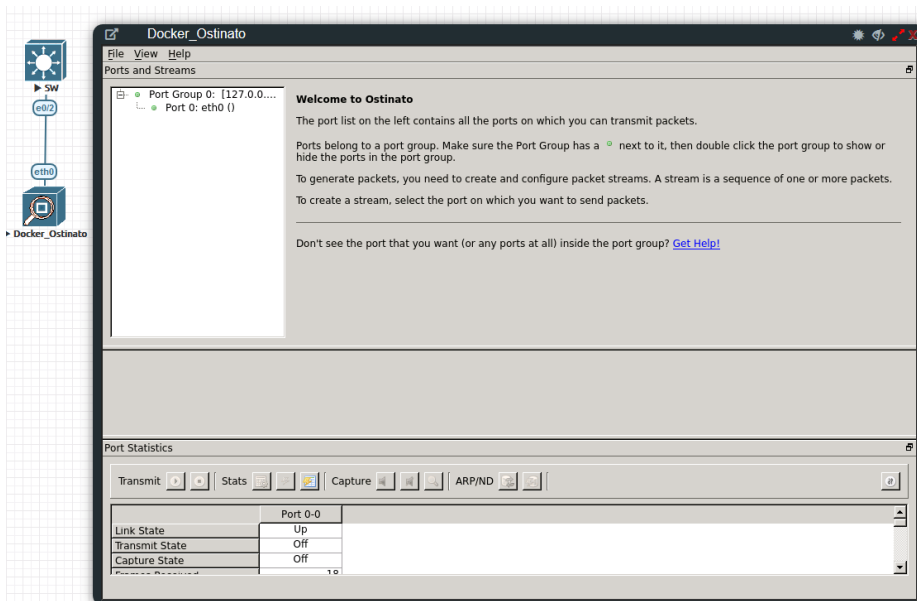 SW
e0/2
eth0
Docker_Ostinato
Docker_Ostinato
File View Help
Ports and Streams
Port Group 0: [127.0.0....
Port 0: eth0 ()
Welcome to Ostinato
The port list on the left contains all the ports on which you can transmit packets.
Ports belong to a port group. Make sure the Port Group has a next to it, then double click the port group to show or
hide the ports in the port group.
To generate packets, you need to create and configure packet streams. A stream is a sequence of one or more packets.
To create a stream, select the port on which you want to send packets.
Don't see the port that you want (or any ports at all) inside the port group? Get Help!
Port Statistics
Transmit Stats Capture ARP/ND
Port 0-0
Link State Up
Transmit State Off
Capture State Off
Frames Received 18